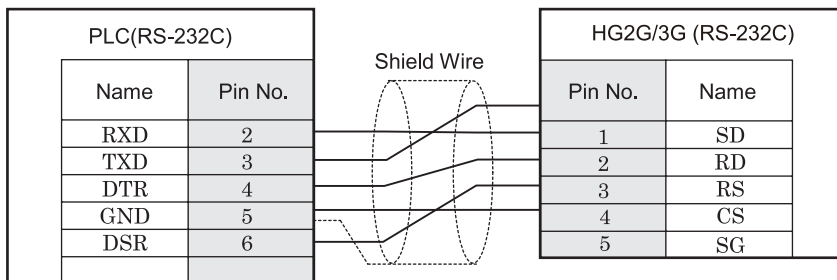 PLC(RS-232C)
Name Pin No.
RXD 2
TXD 3
DTR 4
GND 5
DSR 6
Shield Wire
HG2G/3G (RS-232C)
Pin No. Name
1 SD
2 RD
3 RS
4 CS
5 SG